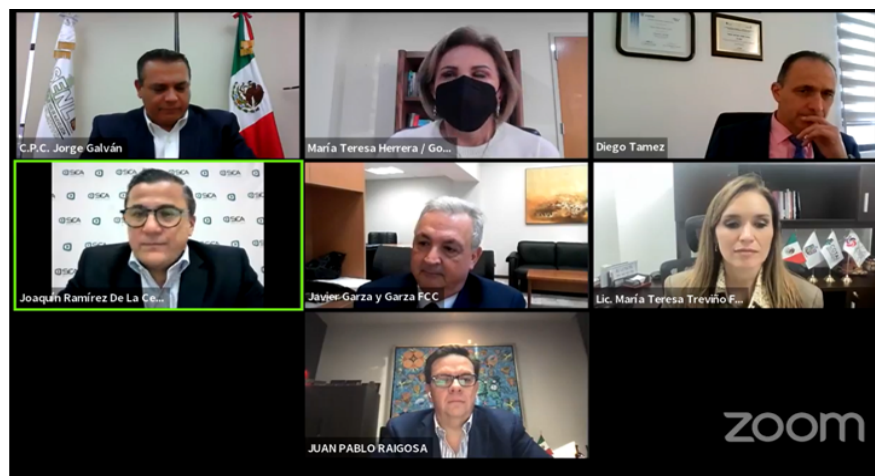 C.P.C. Jorge Galván
María Teresa Herrera / Go...
Diego Tamez
SICA
Joaquín Ramírez De La Ce...
Javier Garza y Garza FCC
Lic. María Teresa Treviño F...
JUAN PABLO RAIGOSA
zoom